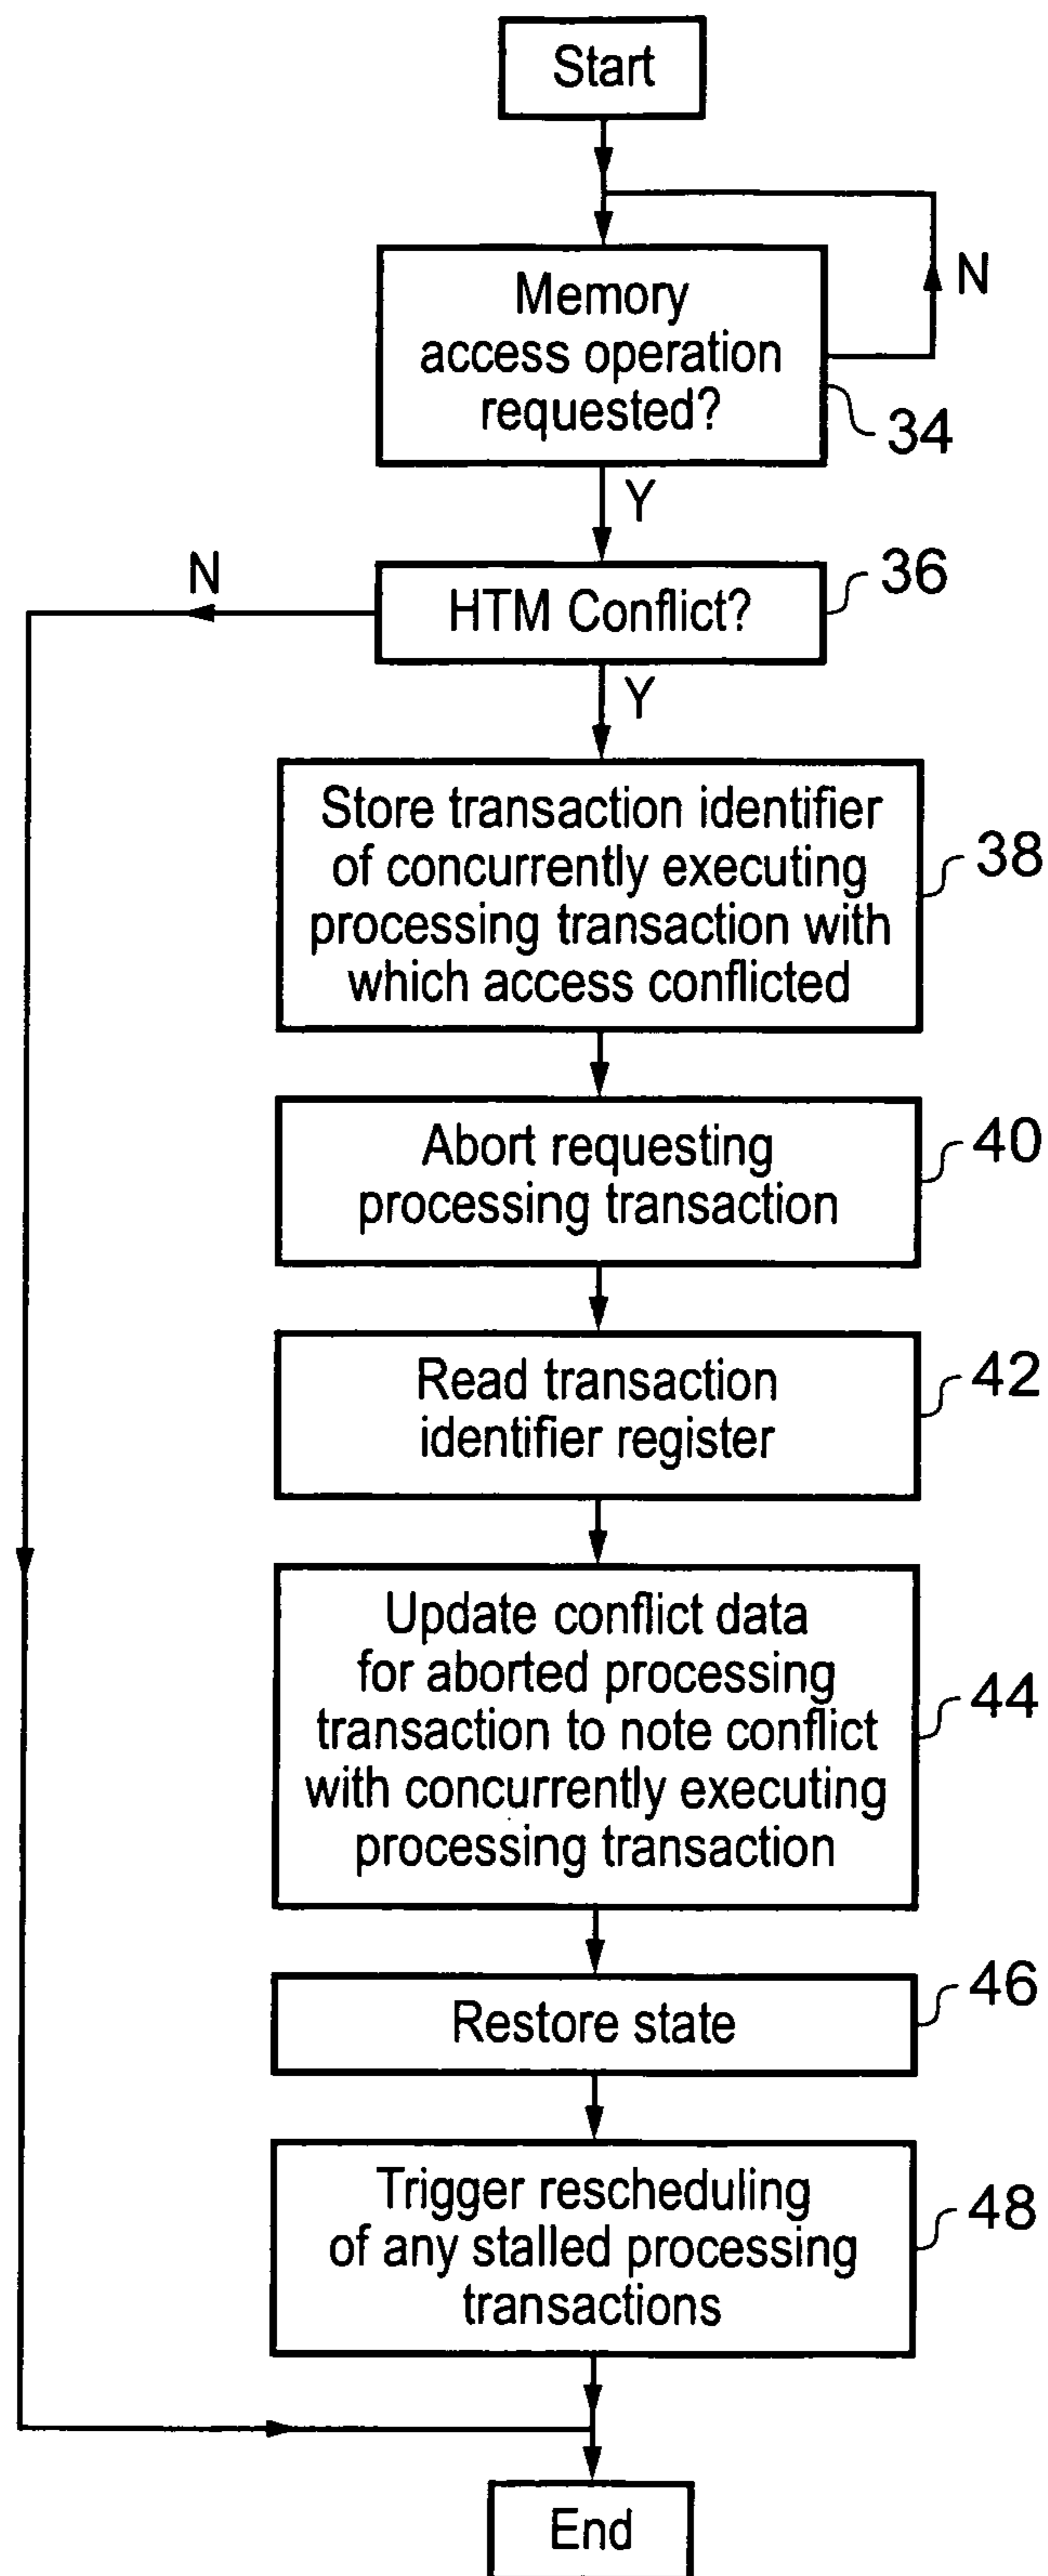 Start
Memory
access operation
requested?
N
34
Y
HTM Conflict?
36
N
Y
Store transaction identifier
of concurrently executing
processing transaction with
which access conflicted
38
Abort requesting
processing transaction
40
Read transaction
identifier register
42
Update conflict data
for aborted processing
transaction to note conflict
with concurrently executing
processing transaction
44
Restore state
46
Trigger rescheduling
of any stalled processing
transactions
48
End